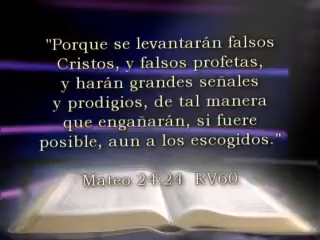 "Porque se levantarán falsos
Cristos, y falsos profetas,
y harán grandes señales
y prodigios, de tal manera
que engañarán, si fuere
posible, aun a los escogidos."
Mateo 24:24 RV60